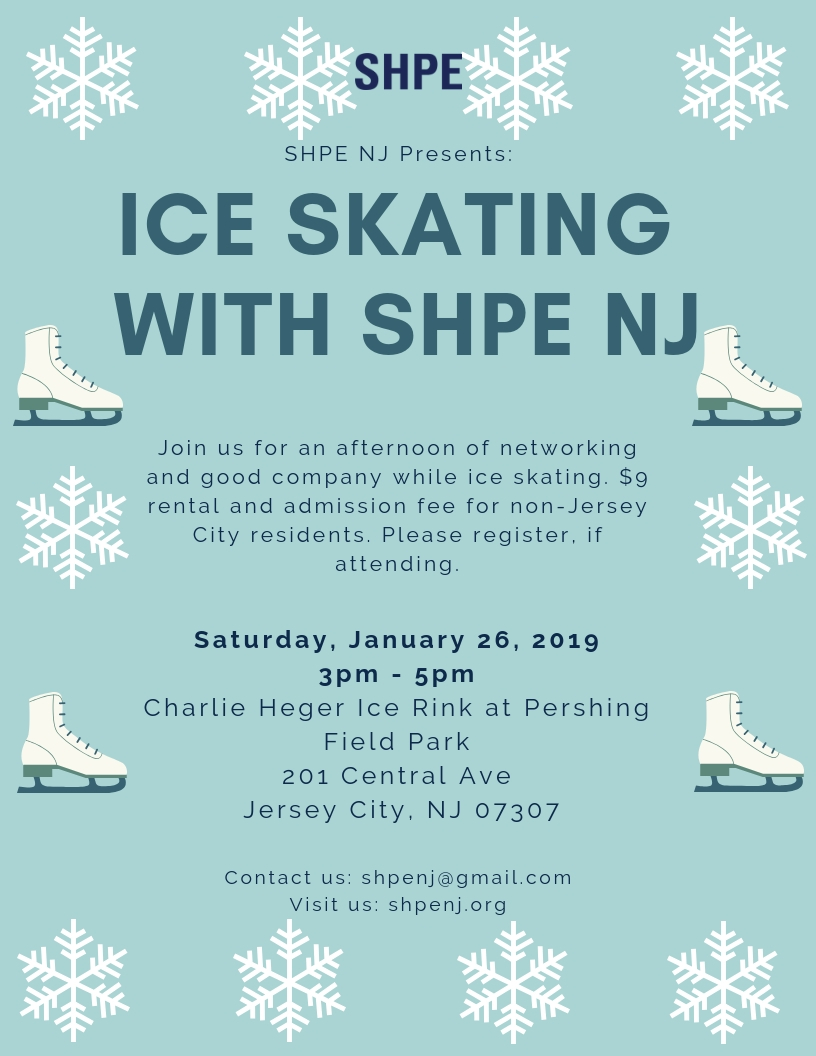 SHPE
SHPE NJ Presents:
ICE SKATING
WITH SHPE NJ
Join us for an afternoon of networking
and good company while ice skating. $9
rental and admission fee for non-Jersey
City residents. Please register, if
attending.
Saturday, January 26, 2019
3pm - 5pm
Charlie Heger Ice Rink at Pershing
Field Park
201 Central Ave
Jersey City, NJ 07307
Contact us: shpenj@gmail.com
Visit us: shpenj.org